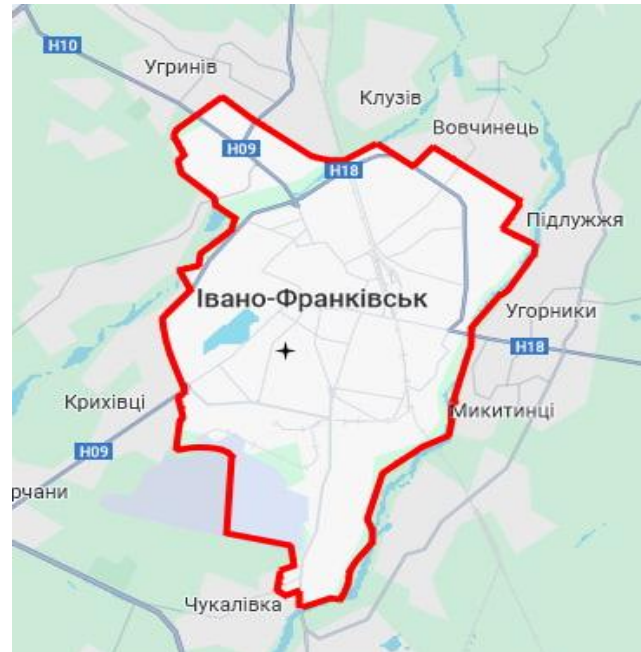 H10
Угринів
Клузів
Вовчинець
H09
H18
Підлужжя
Івано-Франківськ
Угорники
H18
Крихівці
Микитинці
H09
рчани
Чукалівка